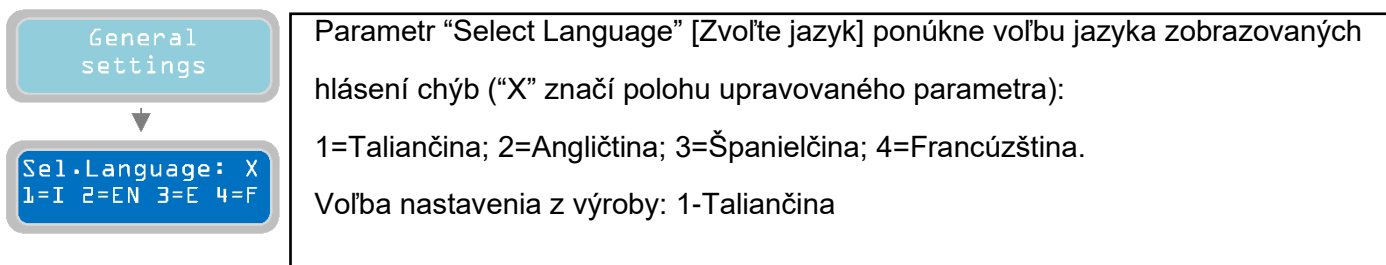 General
settings
Sel.Language: X
1=I 2=EN 3=E 4=F
Parametr “Select Language” [Zvoľte jazyk] ponúkne voľbu jazyka zobrazovaných
hlásení chýb (“X” značí polohu upravovaného parametra):
1=Taliančina; 2=Angličtina; 3=Španielčina; 4=Francúzština.
Voľba nastavenia z výroby: 1-Taliančina